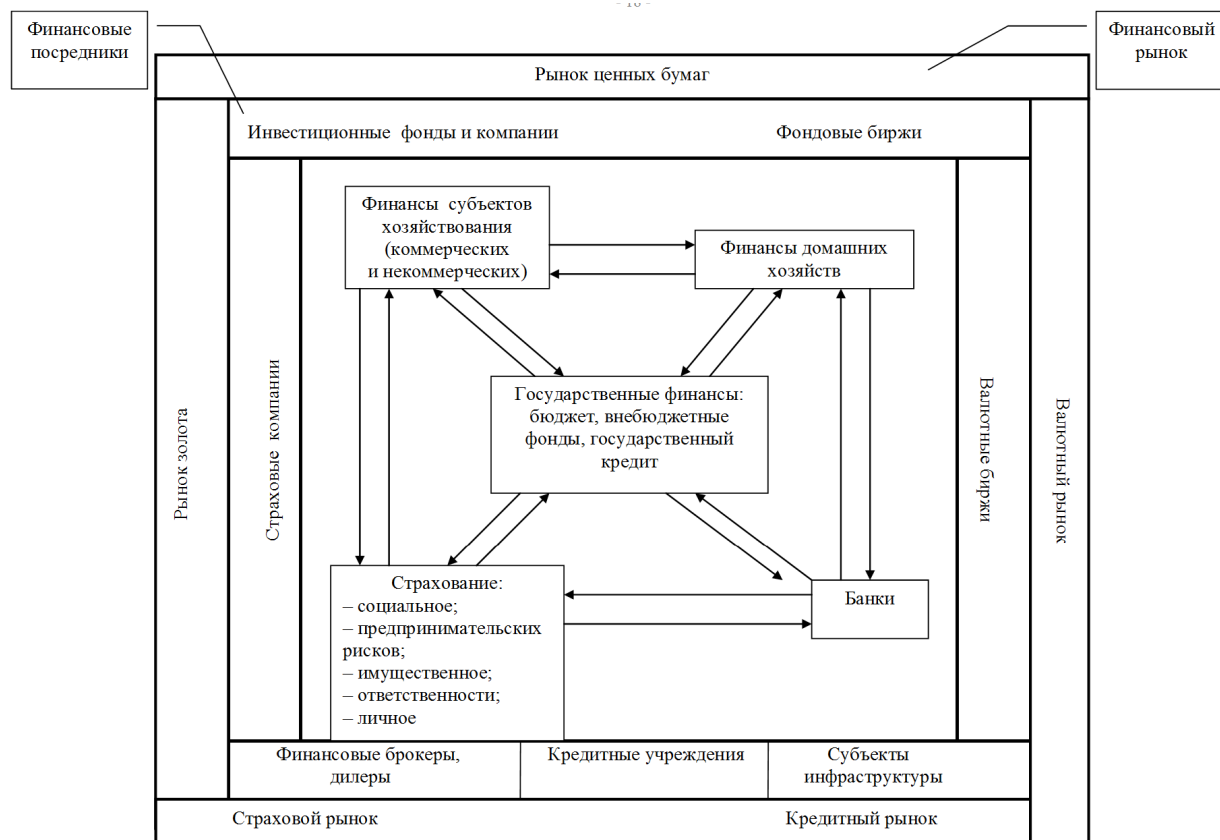 - 18 -
Финансовые
посредники
Финансовый
рынок
Рынок ценных бумаг
Инвестиционные фонды и компании
Фондовые биржи
Рынок золота
Страховые компании
Финансы субъектов
хозяйствования
(коммерческих
и некоммерческих)
Финансы домашних
хозяйств
Государственные финансы:
бюджет, внебюджетные
фонды, государственный
кредит
Валютные биржи
Валютный рынок
Страхование:
– социальное;
– предпринимательских
рисков;
– имущественное;
– ответственности;
– личное
Банки
Финансовые брокеры,
дилеры
Кредитные учреждения
Субъекты
инфраструктуры
Страховой рынок
Кредитный рынок